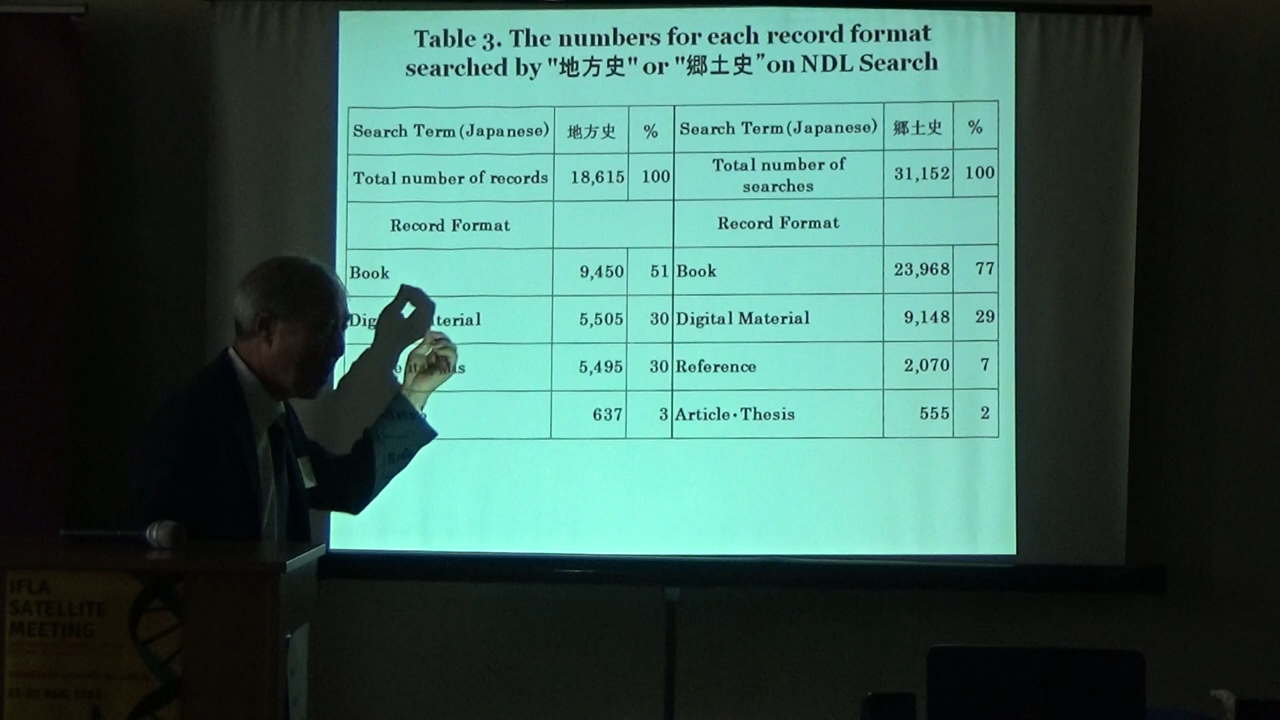 Table 3. The numbers for each record format
searched by "地方史" or "郷土史"on NDL Search
Search Term(Japanese) 地方史 % Search Term(Japanese) 郷土史 %
Total number of records 18,615 100 Total number of searches 31,152 100
Record Format Record Format
Book 9,450 51 Book 23,968 77
5,505 30 Digital Material 9,148 29
5,495 30 Reference 2,070 7
637 3 Article・Thesis 555 2
IFLA
SATELLITE
MEETING